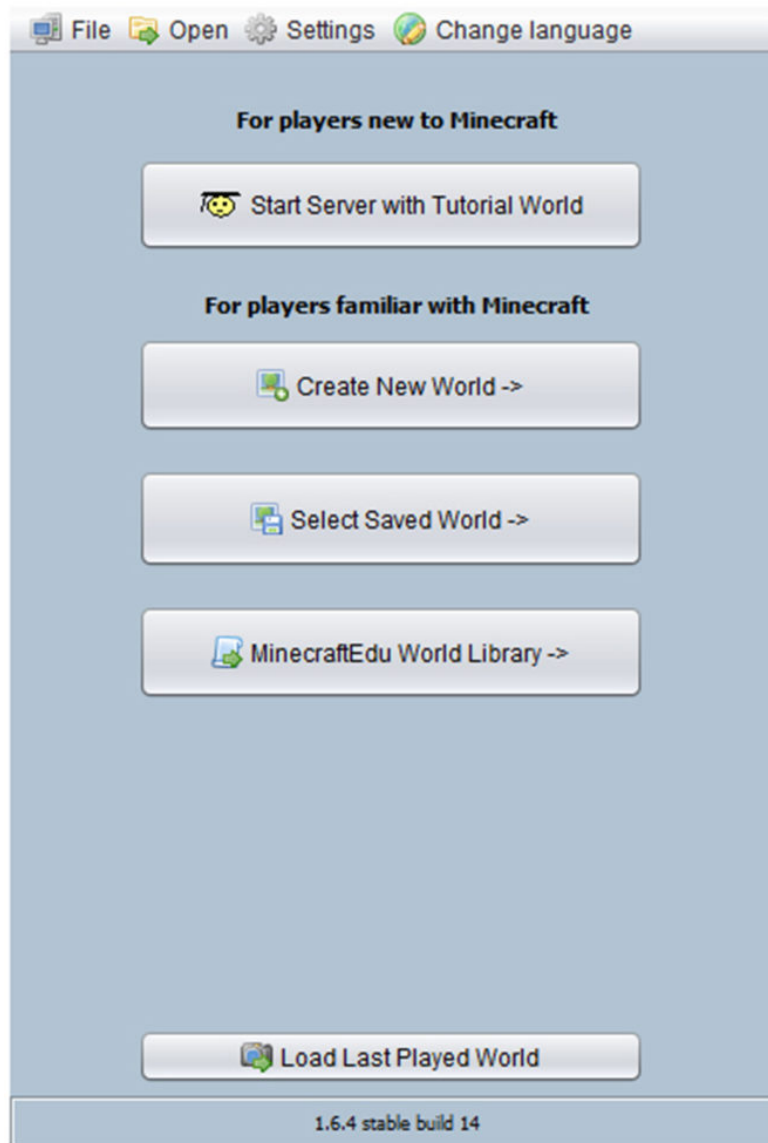 File Open Settings Change language
For players new to Minecraft
Start Server with Tutorial World
For players familiar with Minecraft
Create New World ->
Select Saved World ->
MinecraftEdu World Library ->
Load Last Played World
1.6.4 stable build 14